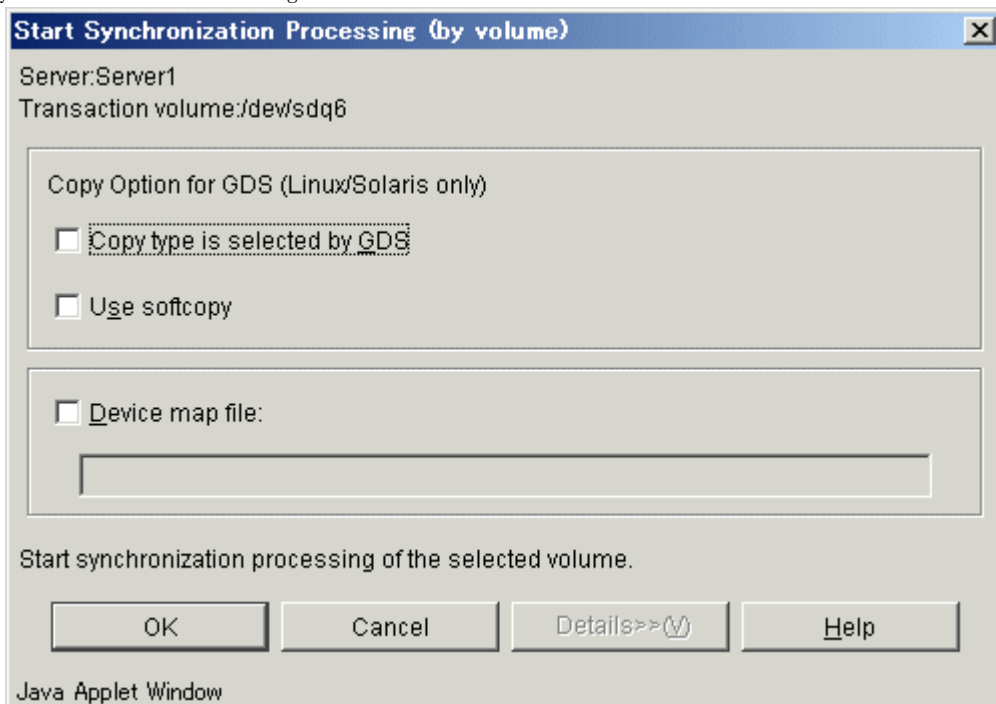 Start Synchronization Processing (by volume)
Server:Server1
Transaction volume:/dev/sdq6
Copy Option for GDS (Linux/Solaris only)
Copy type is selected by GDS
Use softcopy
Device map file:
Start synchronization processing of the selected volume.
OK Cancel Details>>(V) Help
Java Applet Window